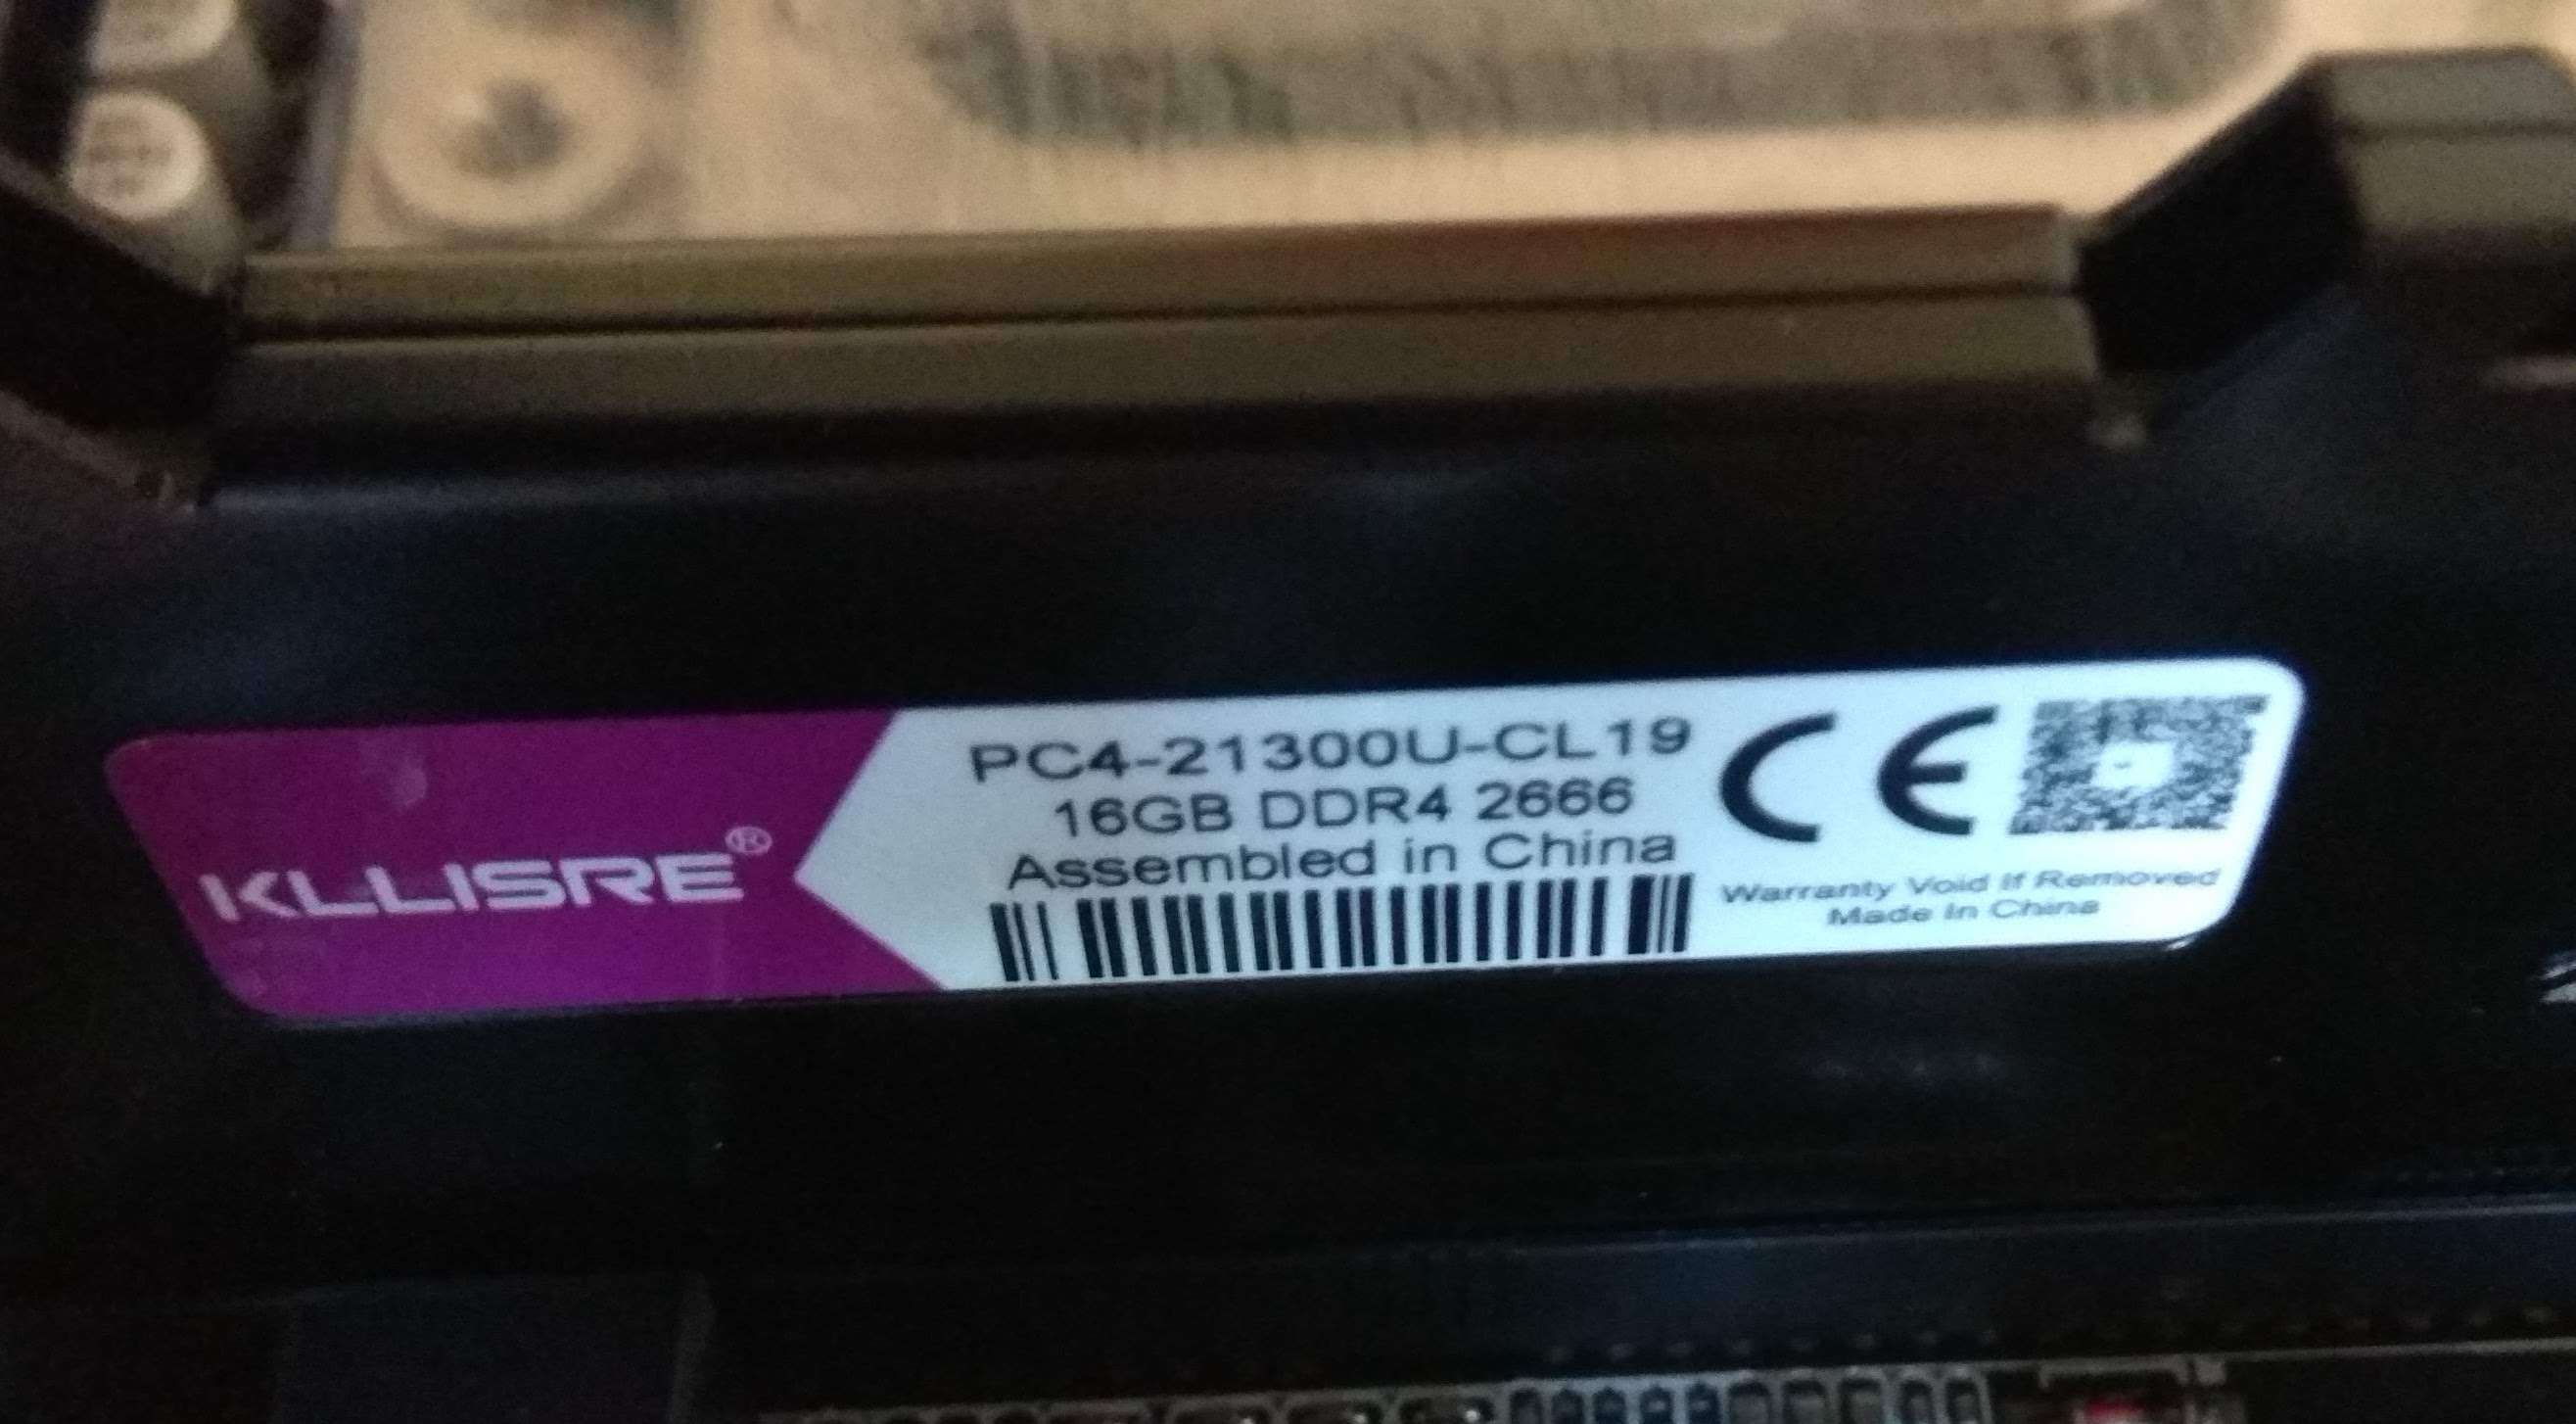 KLLISRE®
PC4-21300U-CL19
16GB DDR4 2666
Assembled in China
CE
Warranty Void If Removed
Made In China